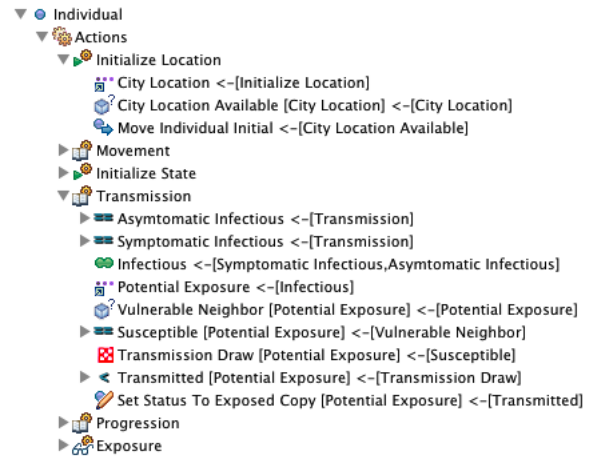 Individual
Actions
Initialize Location
City Location <-[Initialize Location]
City Location Available [City Location] <-[City Location]
Move Individual Initial <-[City Location Available]
Movement
Initialize State
Transmission
Asymtomatic Infectious <-[Transmission]
Symptomatic Infectious <-[Transmission]
Infectious <-[Symptomatic Infectious,Asymtomatic Infectious]
Potential Exposure <-[Infectious]
Vulnerable Neighbor [Potential Exposure] <-[Potential Exposure]
Susceptible [Potential Exposure] <-[Vulnerable Neighbor]
Transmission Draw [Potential Exposure] <-[Susceptible]
Transmitted [Potential Exposure] <-[Transmission Draw]
Set Status To Exposed Copy [Potential Exposure] <-[Transmitted]
Progression
Exposure